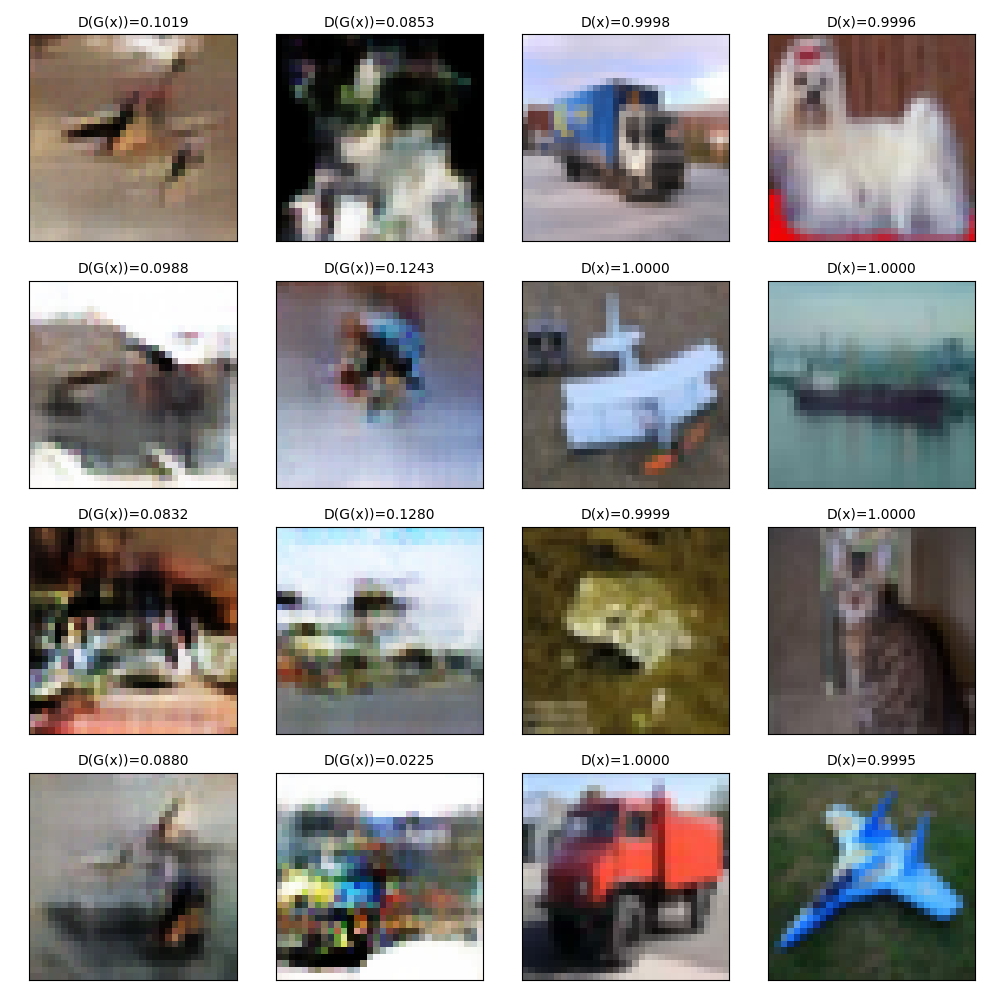 D(G(x))=0.1019
D(G(x))=0.0853
D(x)=0.9998
D(x)=0.9996
D(G(x))=0.0988
D(G(x))=0.1243
D(x)=1.0000
D(x)=1.0000
D(G(x))=0.0832
D(G(x))=0.1280
D(x)=0.9999
D(x)=1.0000
D(G(x))=0.0880
D(G(x))=0.0225
D(x)=1.0000
D(x)=0.9995